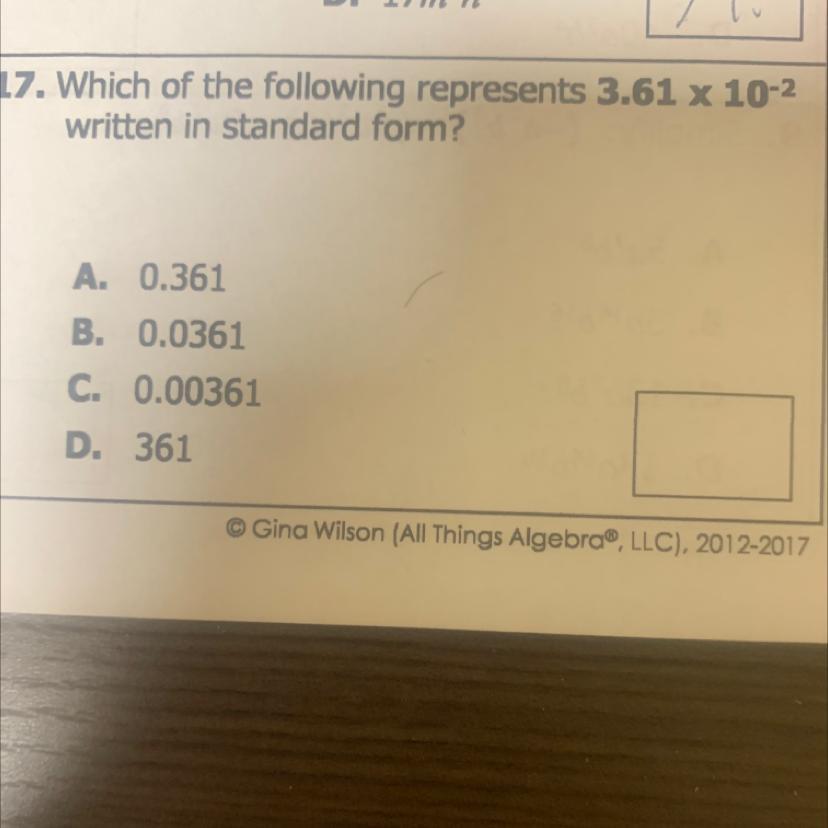 17. Which of the following represents 3.61 x 10⁻²
written in standard form?
A. 0.361
B. 0.0361
C. 0.00361
D. 361
© Gina Wilson (All Things Algebra®, LLC), 2012-2017